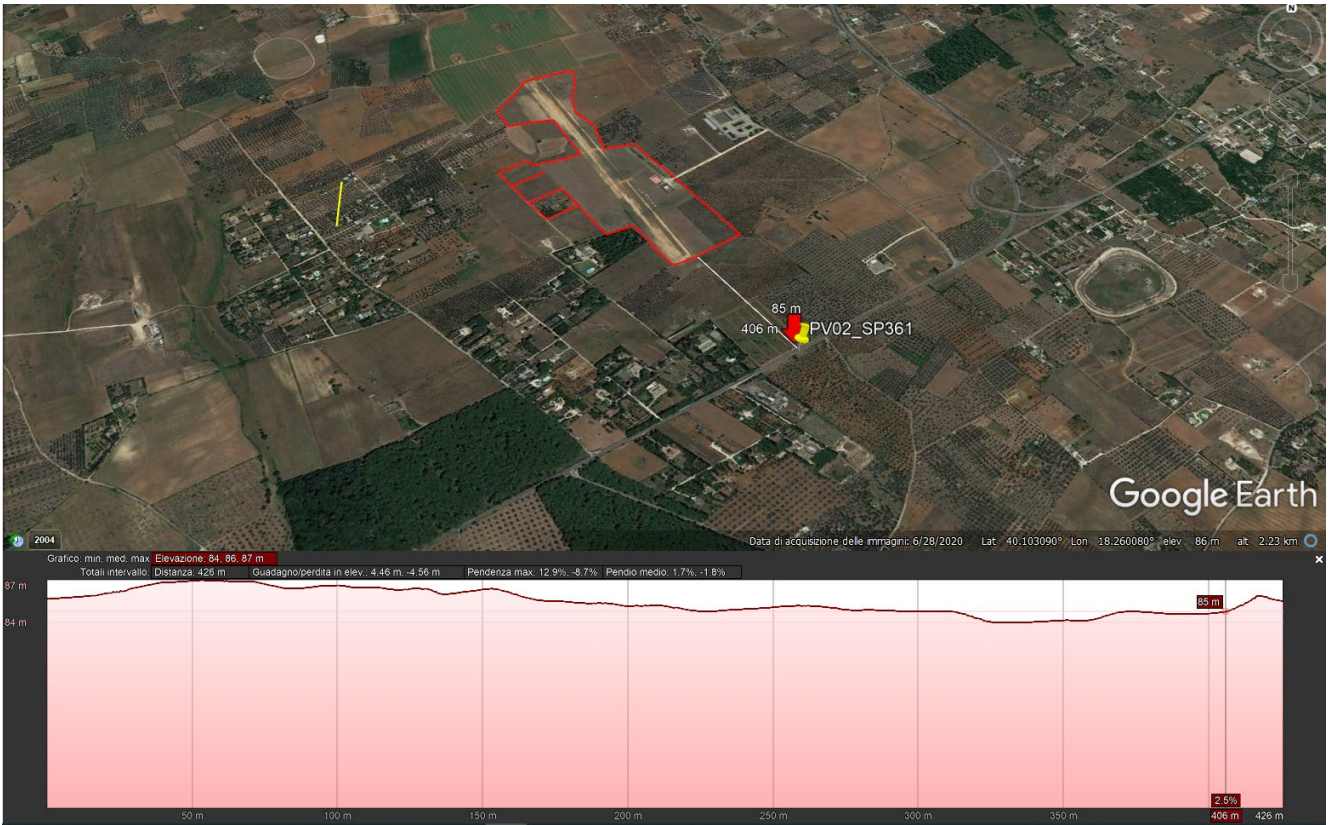 N
85 m
406 m
PV02_SP361
Google Earth
2004
Data di acquisizione delle immagini: 6/28/2020 Lat 40.103090° Lon 18.260080° elev 86 m alt 2.23 km
Grafico: min. med. max Elevazione: 84, 86, 87 m
Totali intervallo: Distanza: 426 m Guadagno/perdita in elev.: 4.46 m, -4.56 m Pendenza max: 12.9%, -8.7% Pendio medio: 1.7%, -1.8%
87 m
85 m
84 m
2.5%
50 m 100 m 150 m 200 m 250 m 300 m 350 m 406 m 426 m